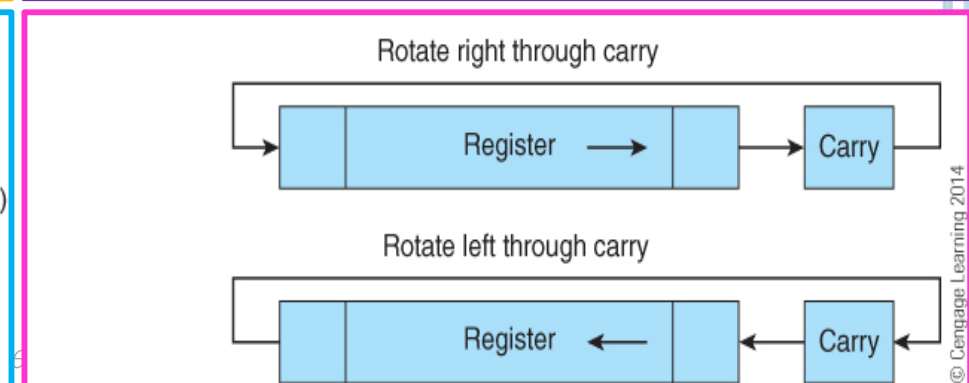 Rotate right through carry
Register
Carry
Rotate left through carry
Register
Carry
© Cengage Learning 2014
)